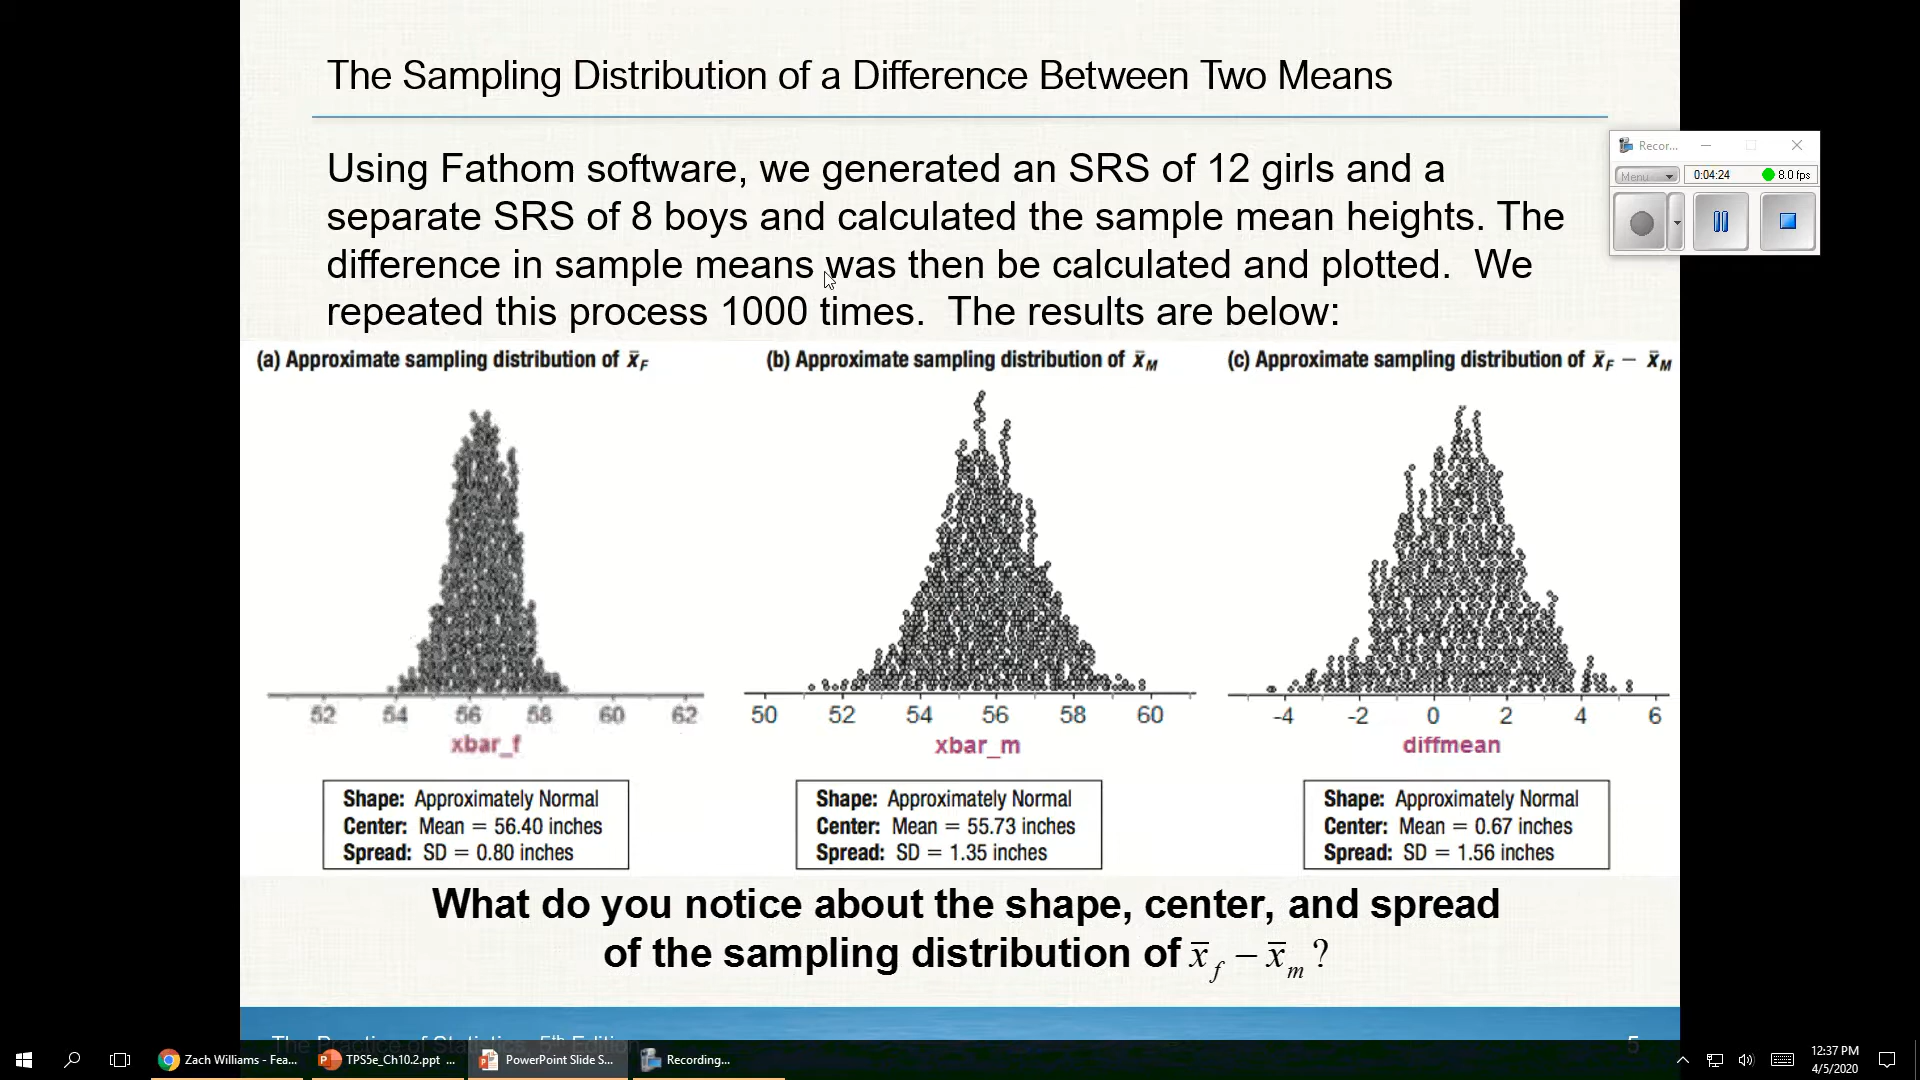 The Sampling Distribution of a Difference Between Two Means
Using Fathom software, we generated an SRS of 12 girls and a
separate SRS of 8 boys and calculated the sample mean heights. The
difference in sample means was then be calculated and plotted.  We
repeated this process 1000 times.  The results are below:
Recor...
Menu
0:04:24
8.0 fps
(a) Approximate sampling distribution of x̄F
(b) Approximate sampling distribution of x̄M
(c) Approximate sampling distribution of x̄F − x̄M
52 54 56 58 60 62
xbar_f
50 52 54 56 58 60
xbar_m
-4 -2 0 2 4 6
diffmean
Shape: Approximately Normal
Center: Mean = 56.40 inches
Spread: SD = 0.80 inches
Shape: Approximately Normal
Center: Mean = 55.73 inches
Spread: SD = 1.35 inches
Shape: Approximately Normal
Center: Mean = 0.67 inches
Spread: SD = 1.56 inches
What do you notice about the shape, center, and spread
of the sampling distribution of x̄f − x̄m ?
The Practice of Statistics, 5th Edition
5
Zach Williams - Fea...
TPS5e_Ch10.2.ppt ...
PowerPoint Slide S...
Recording...
12:37 PM
4/5/2020